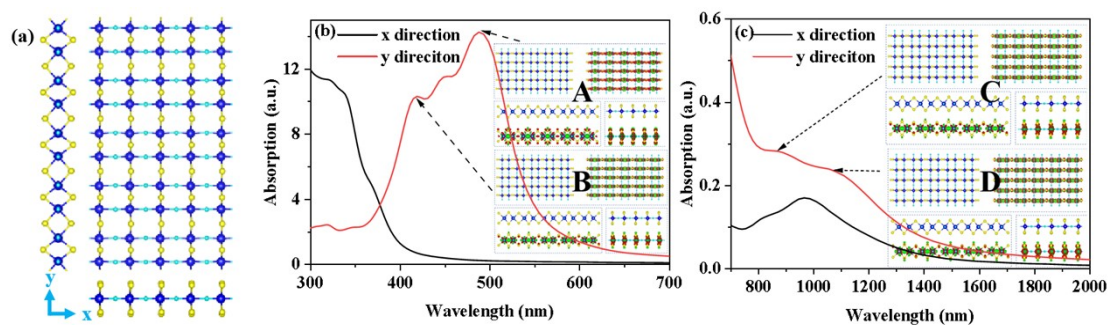 (a)
y
x
(b)
x direction
y direciton
A
B
Absorption (a.u.)
12
8
4
0
300
400
500
600
700
Wavelength (nm)
(c)
x direction
y direciton
C
D
Absorption (a.u.)
0.6
0.4
0.2
0.0
800
1000
1200
1400
1600
1800
2000
Wavelength (nm)